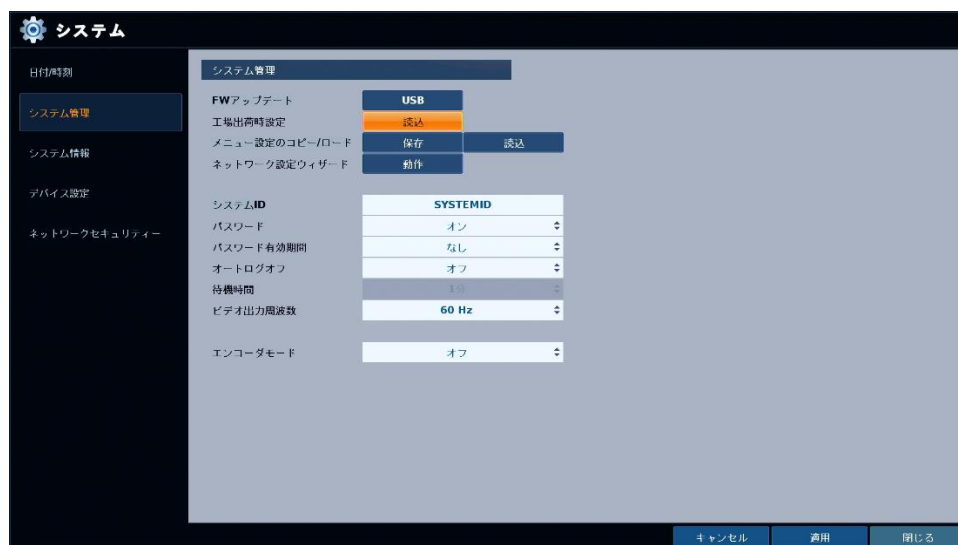 システム
日付/時刻
システム管理
システム情報
デバイス設定
ネットワークセキュリティー
システム管理
FWアップデート USB
工場出荷時設定 読込
メニュー設定のコピー/ロード 保存 読込
ネットワーク設定ウィザード 動作
システムID SYSTEMID
パスワード オン
パスワード有効期間 なし
オートログオフ オフ
待機時間
ビデオ出力周波数 60 Hz
エンコーダモード オフ
キャンセル 適用 閉じる